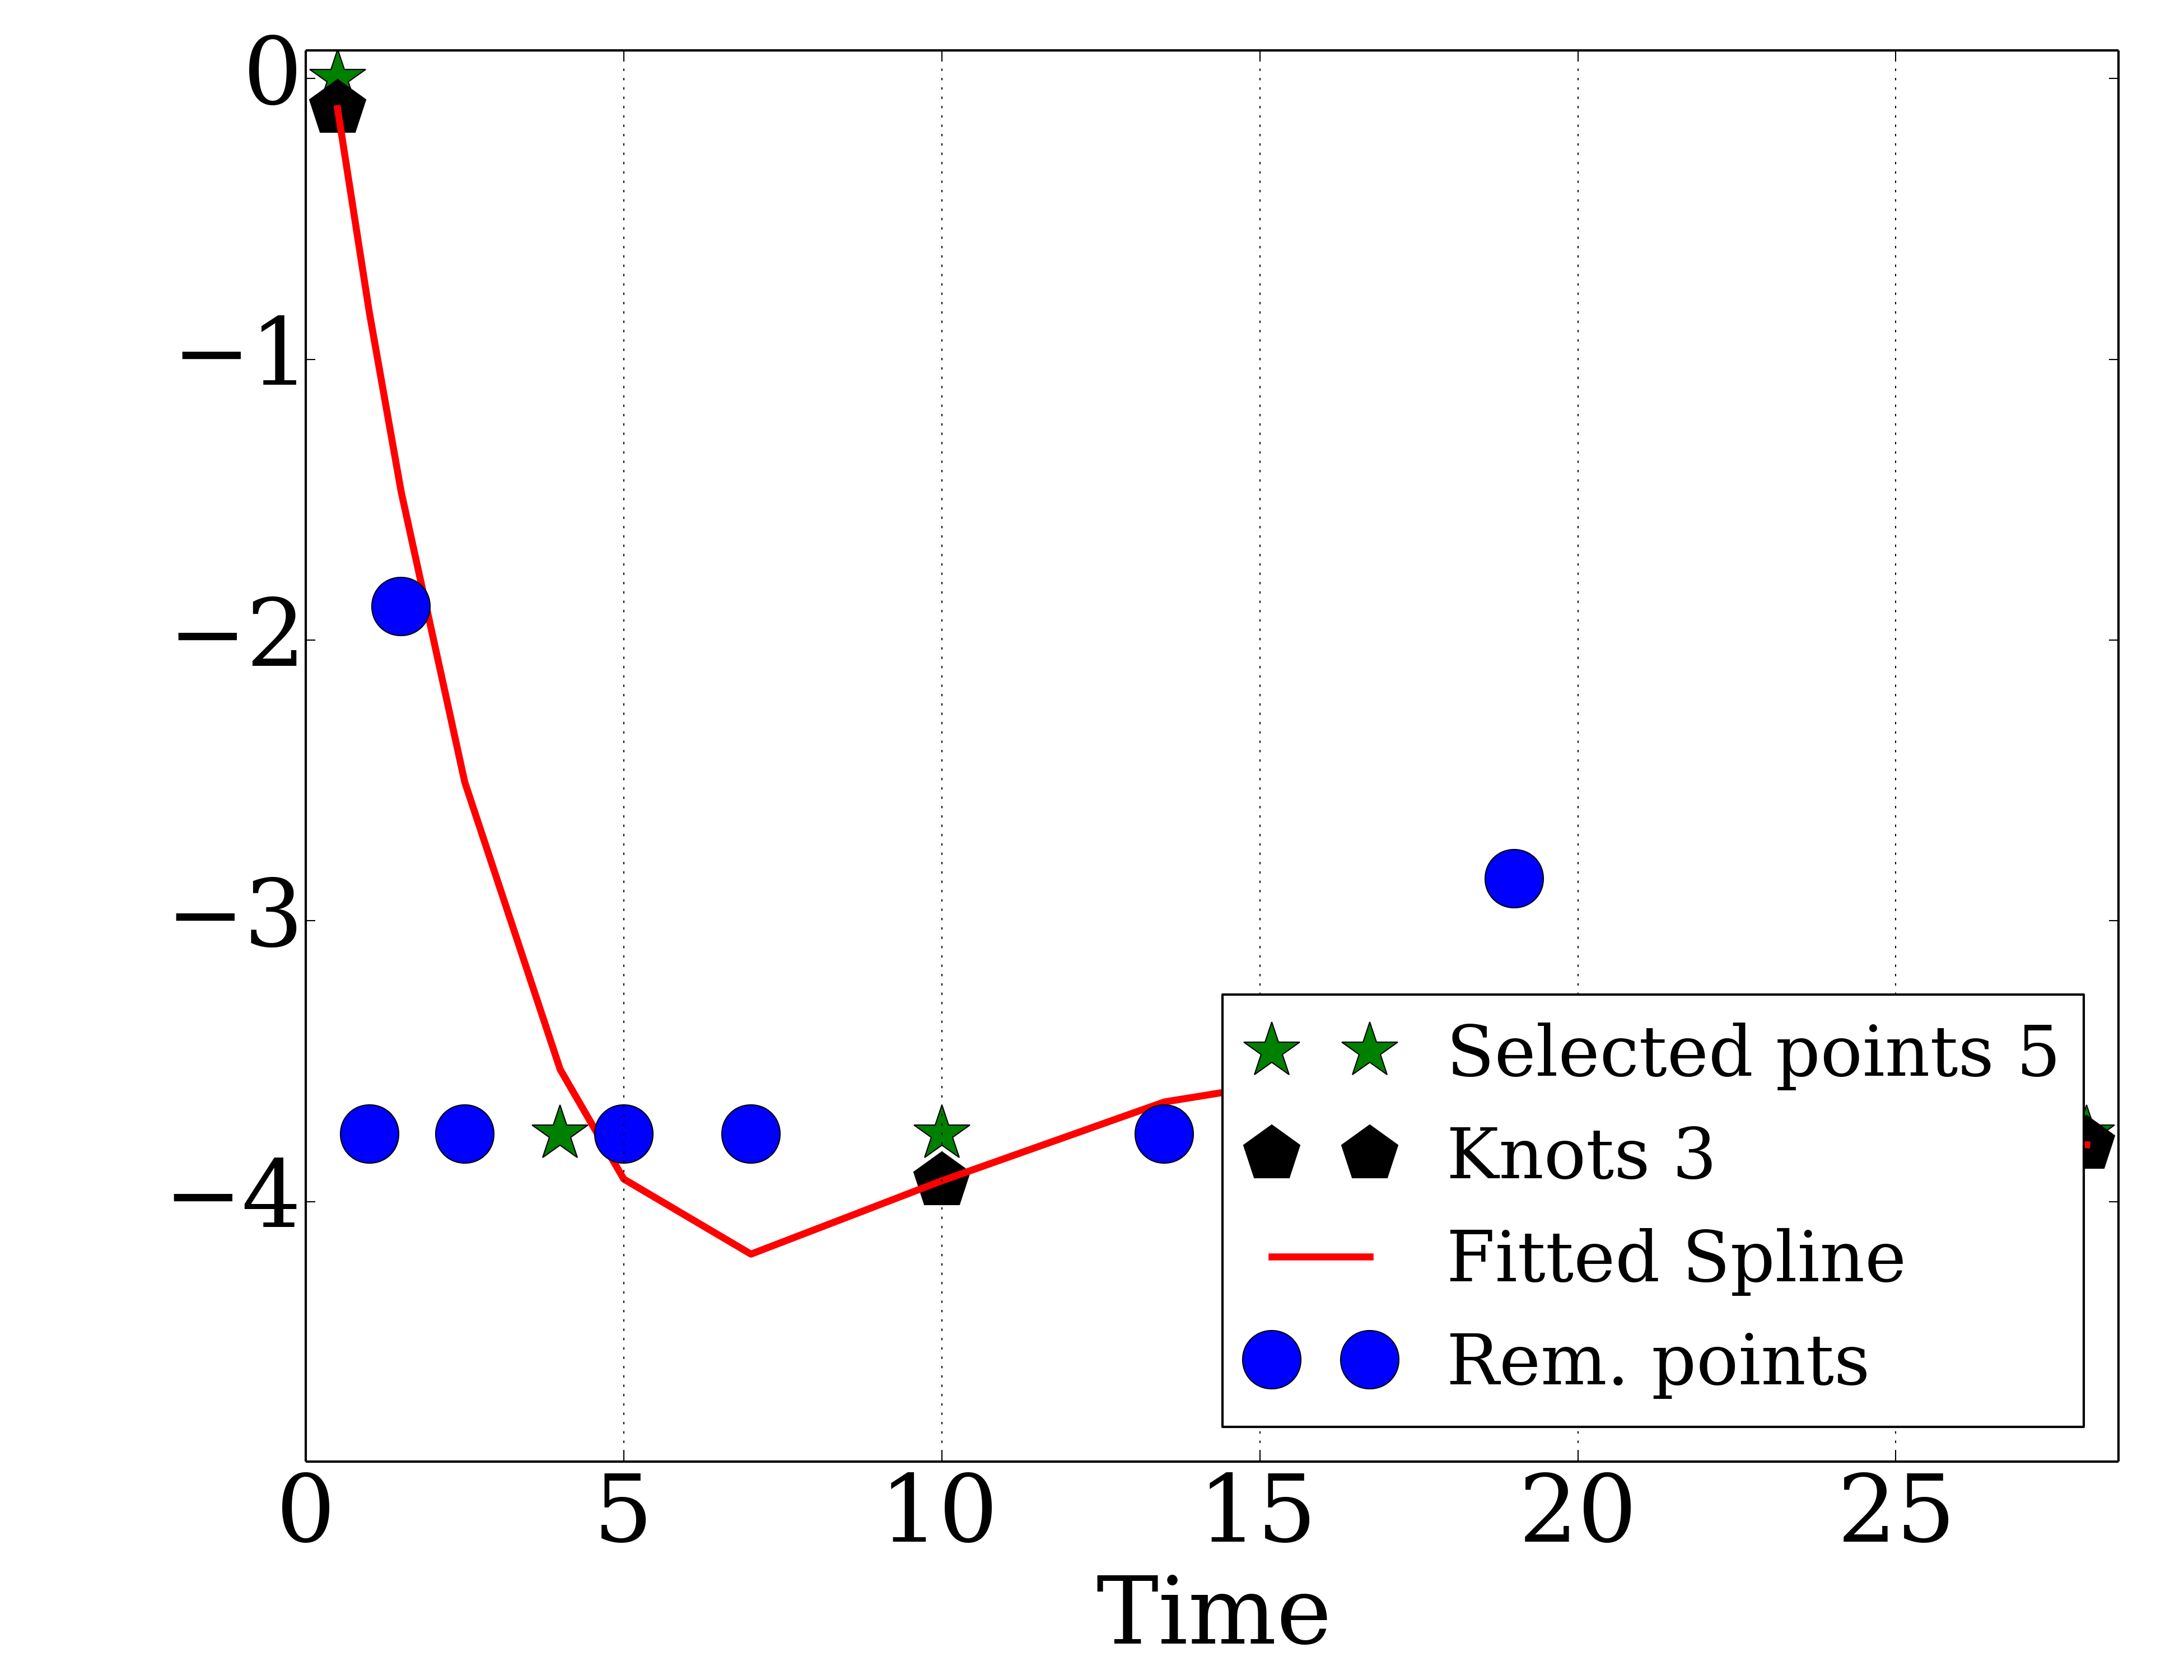 0
−1
−2
−3
−4
Selected points 5
Knots 3
Fitted Spline
Rem. points
0 5 10 15 20 25
Time